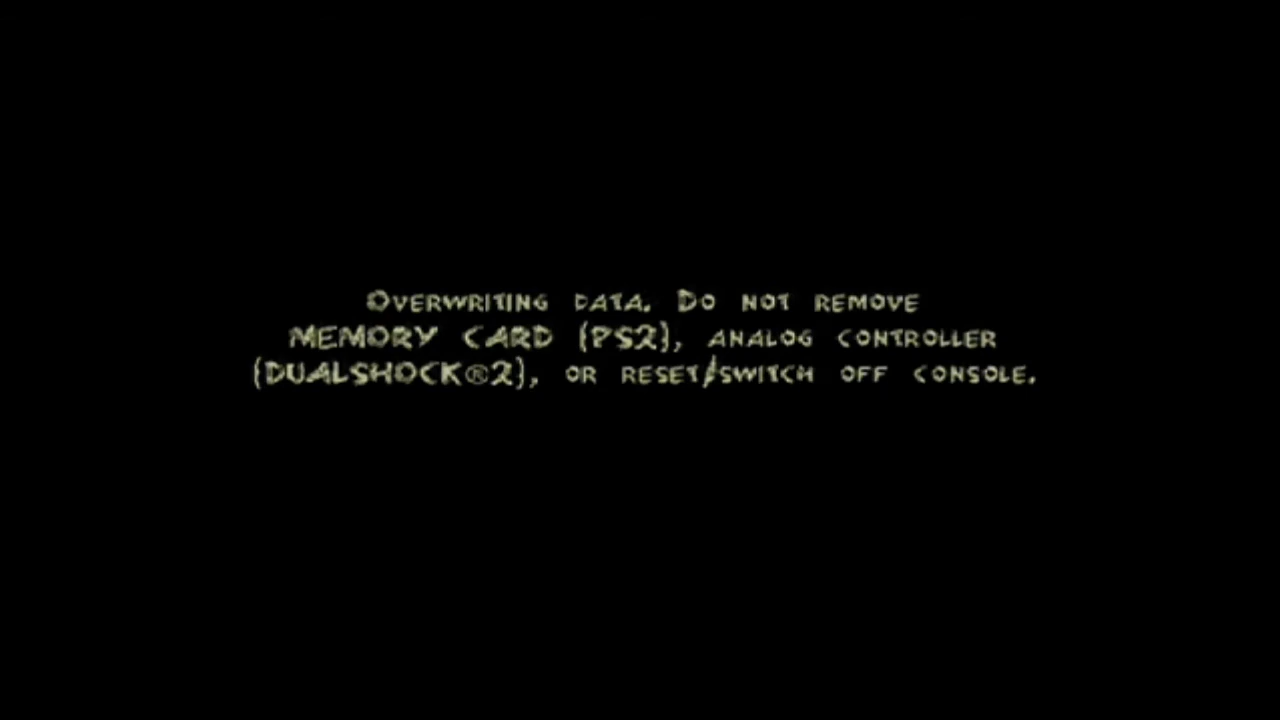 Overwriting data. Do not remove
MEMORY CARD (PS2), analog controller
(DUALSHOCK®2), or reset/switch off console.